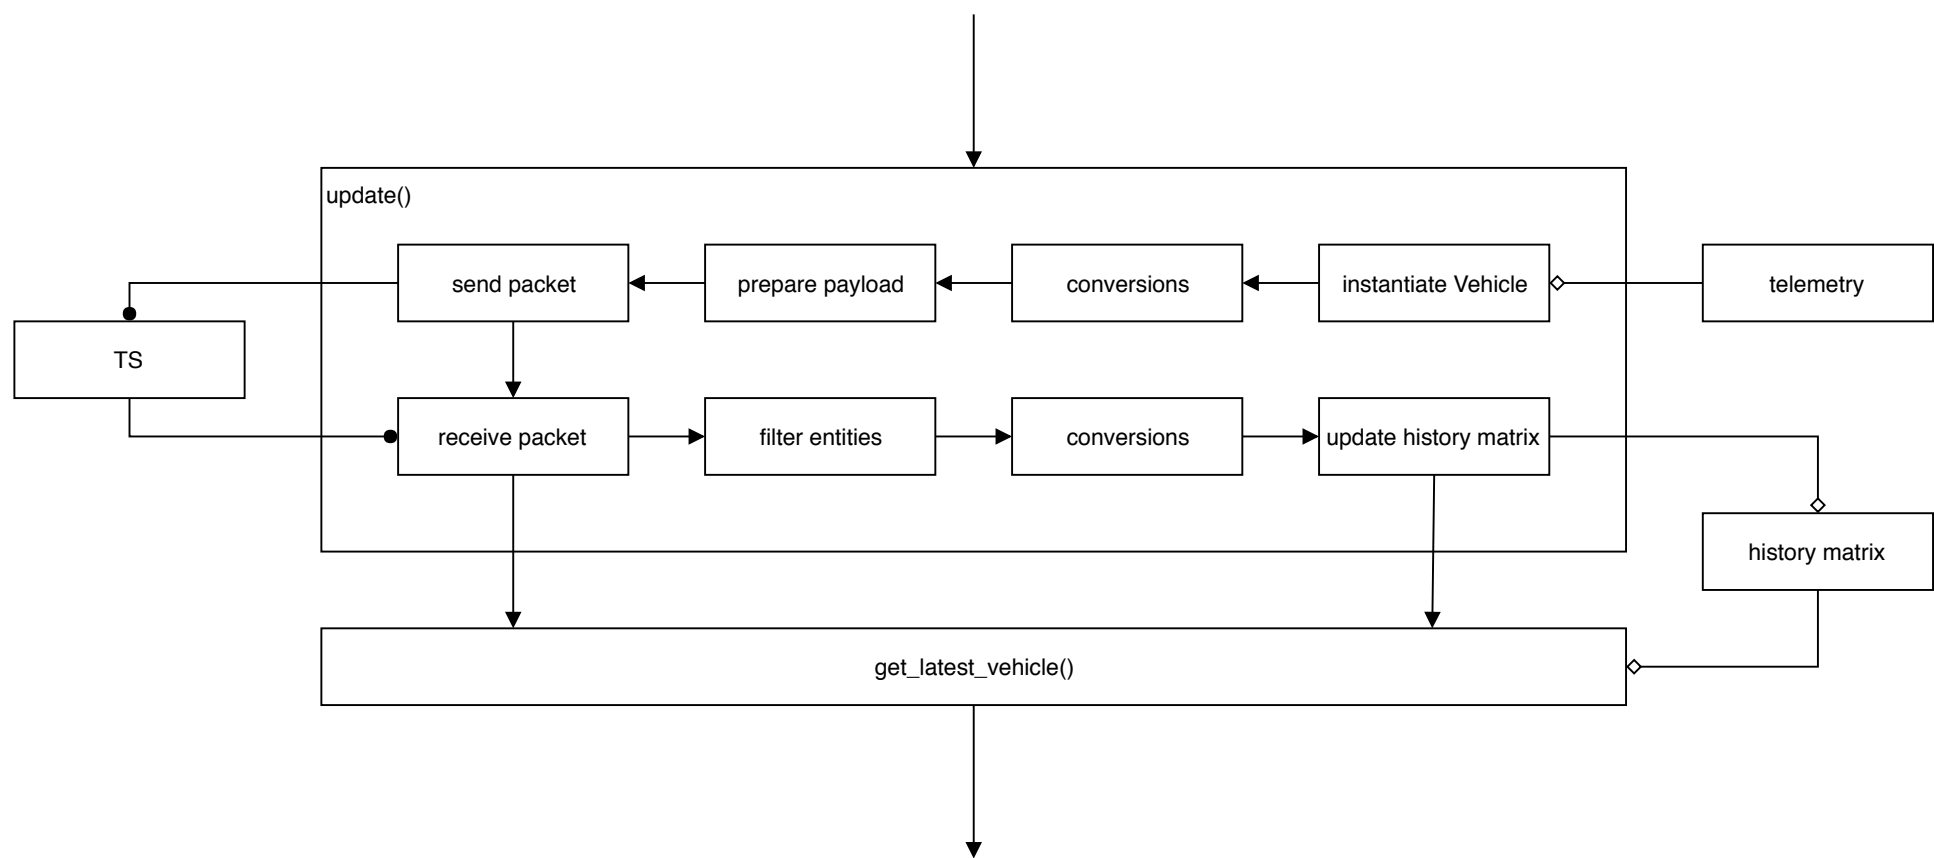 update()
send packet
prepare payload
conversions
instantiate Vehicle
telemetry
TS
receive packet
filter entities
conversions
update history matrix
history matrix
get_latest_vehicle()